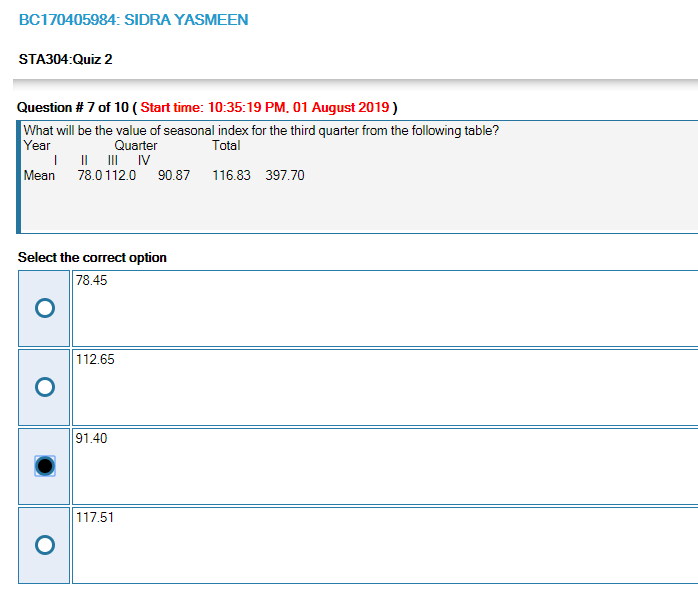 BC170405984: SIDRA YASMEEN
STA304:Quiz 2
Question # 7 of 10 ( Start time: 10:35:19 PM, 01 August 2019 )
What will be the value of seasonal index for the third quarter from the following table?
Year Quarter Total
I II III IV
Mean 78.0 112.0 90.87 116.83 397.70
Select the correct option
78.45
112.65
91.40
117.51